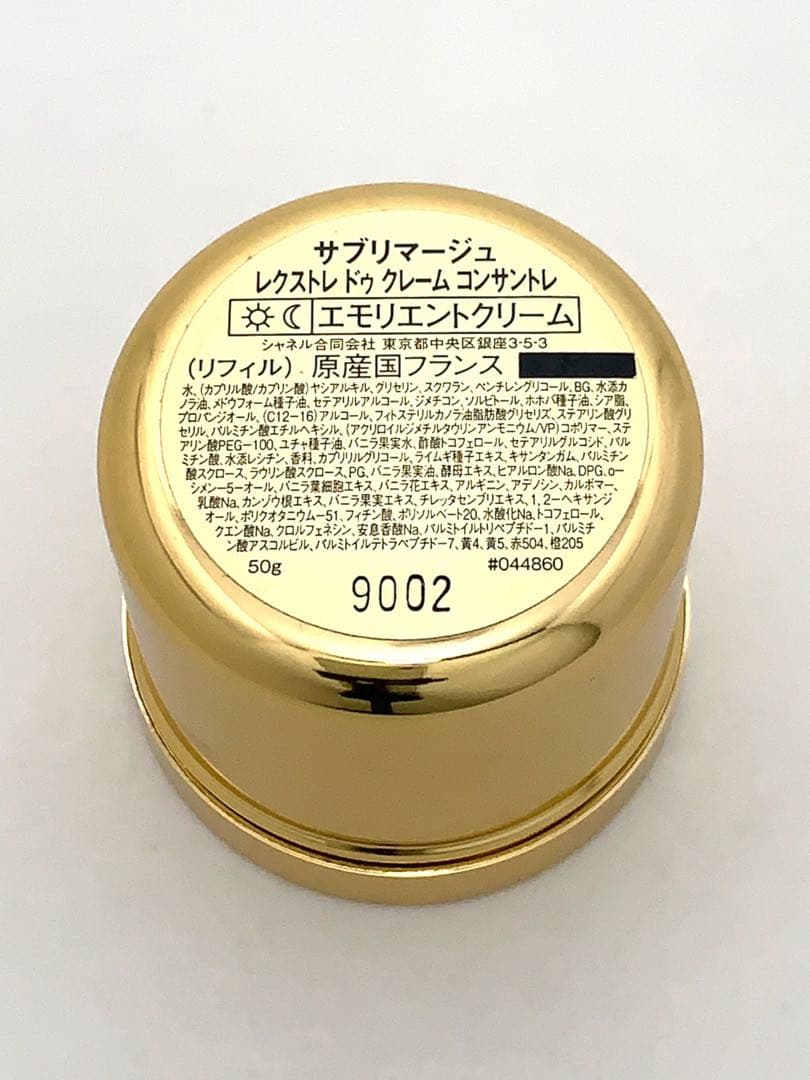 サブリマージュ
レクストレ ドゥ クレーム コンサントレ
エモリエントクリーム
シャネル合同会社 東京都中央区銀座3-5-3
(リフィル) 原産国フランス
水、(カプリル酸/カプリン酸)ヤシアルキル、グリセリン、スクワラン、ペンチレングリコール、BG、水添カ
ノラ油、メドウフォーム種子油、セテアリルアルコール、ジメチコン、ソルビトール、ホホバ種子油、シア脂、
プロパンジオール、(C12-16)アルコール、フィトステリルカノラ油脂肪酸グリセリズ、ステアリン酸グリ
セリル、パルミチン酸エチルヘキシル、(アクリロイルジメチルタウリンアンモニウム/VP)コポリマー、ステ
アリン酸PEG-100、ユチャ種子油、バニラ果実水、酢酸トコフェロール、セテアリルグルコシド、パル
ミチン酸、水添レシチン、香料、カプリリルグリコール、ライムギ種子エキス、キサンタンガム、パルミチン
酸スクロース、ラウリン酸スクロース、PG、バニラ果実油、酵母エキス、ヒアルロン酸Na、DPG、o-
シメン-5-オール、バニラ葉細胞エキス、バニラ花エキス、アルギニン、アデノシン、カルボマー、
乳酸Na、カンゾウ根エキス、バニラ果実エキス、チレッタセンブリエキス、1,2-ヘキサンジ
オール、ポリクオタニウム-51、フィチン酸、ポリソルベート20、水酸化Na、トコフェロール、
クエン酸Na、クロルフェネシン、安息香酸Na、パルミトイルトリペプチド-1、パルミチ
ン酸アスコルビル、パルミトイルテトラペプチド-7、黄4、黄5、赤504、橙205
50g #044860
9002